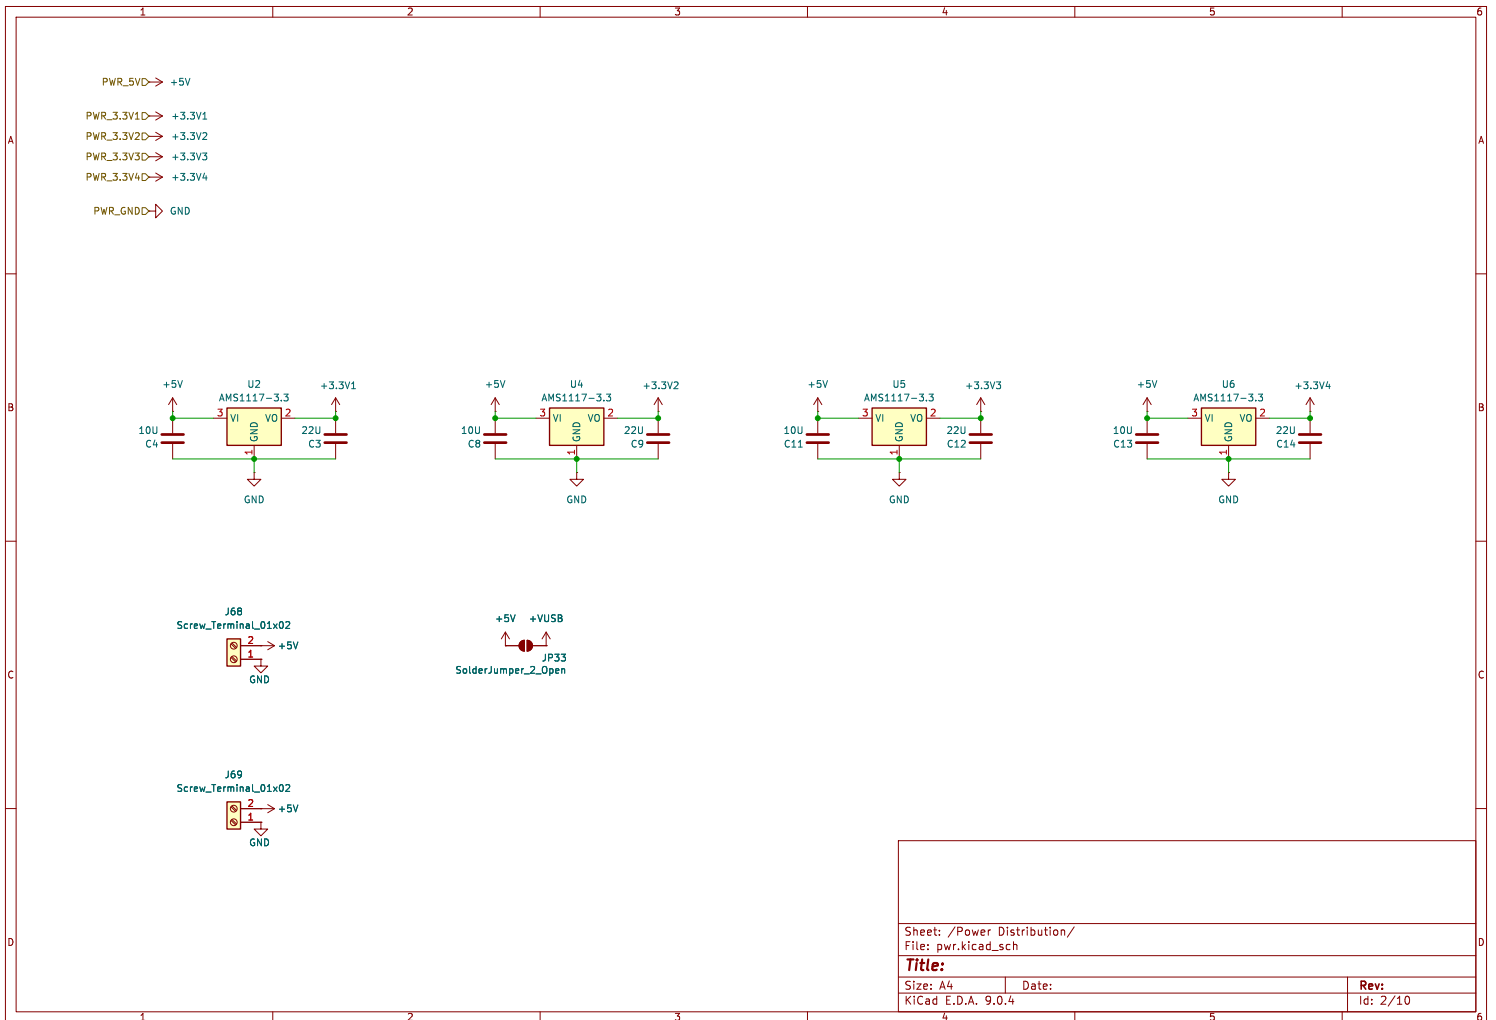 1 2 3 4 5 6
PWR_5V +5V
PWR_3.3V1 +3.3V1
PWR_3.3V2 +3.3V2
A A
PWR_3.3V3 +3.3V3
PWR_3.3V4 +3.3V4
PWR_GND GND
+5V U2 +3.3V1 +5V U4 +3.3V2 +5V U5 +3.3V3 +5V U6 +3.3V4
AMS1117-3.3 AMS1117-3.3 AMS1117-3.3 AMS1117-3.3
B B
3 VI VO 2 3 VI VO 2 3 VI VO 2 3 VI VO 2
10U GND 22U 10U GND 22U 10U GND 22U 10U GND 22U
C4 1 C3 C8 1 C9 C11 1 C12 C13 1 C14
GND GND GND GND
J68
Screw_Terminal_01x02
2 +5V
1
GND
+5V +VUSB
JP33
SolderJumper_2_Open
C C
J69
Screw_Terminal_01x02
2 +5V
1
GND
Sheet: /Power Distribution/
File: pwr.kicad_sch
D D
Title:
Size: A4 Date: Rev:
KiCad E.D.A. 9.0.4 Id: 2/10
1 2 3 4 5 6